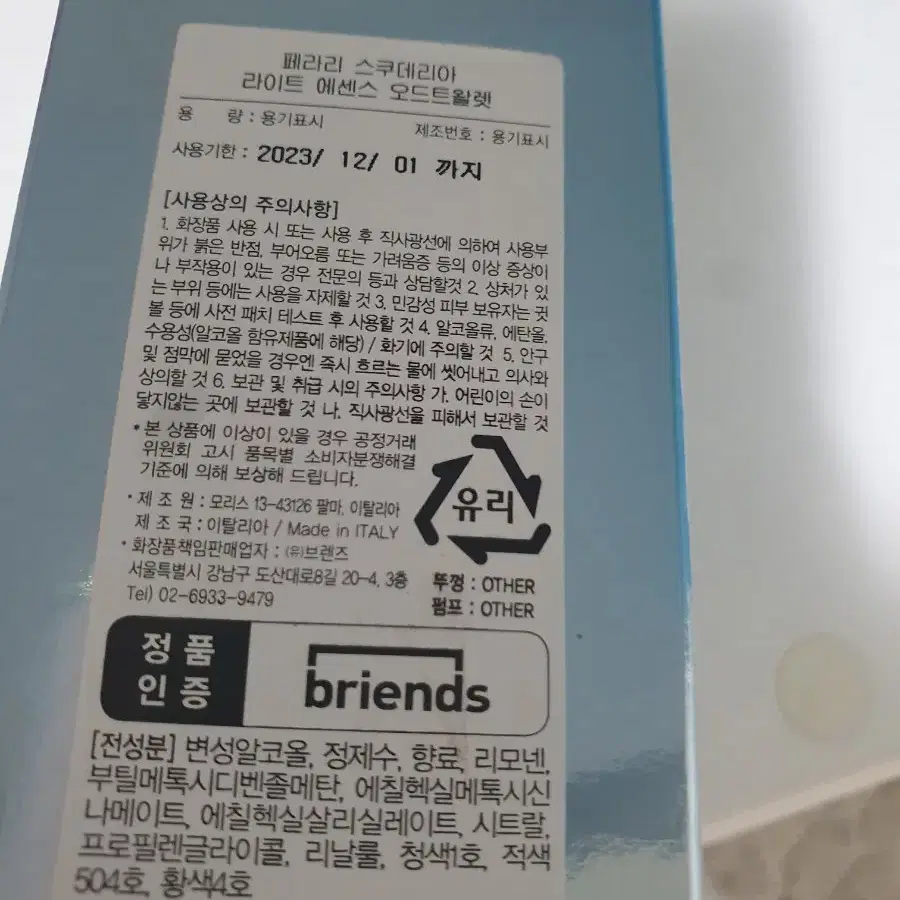 페라리 스쿠데리아
라이트 에센스 오드트왈렛
용 량 : 용기표시 제조번호 : 용기표시
사용기한 : 2023/ 12/ 01 까지
[사용상의 주의사항]
1. 화장품 사용 시 또는 사용 후 직사광선에 의하여 사용부
위가 붉은 반점, 부어오름 또는 가려움증 등의 이상 증상이
나 부작용이 있는 경우 전문의 등과 상담할것 2. 상처가 있
는 부위 등에는 사용을 자제할 것 3. 민감성 피부 보유자는 귓
볼 등에 사전 패치 테스트 후 사용할 것 4. 알코올류, 에탄올,
수용성(알코올 함유제품에 해당) / 화기에 주의할 것 5. 안구
및 점막에 묻었을 경우엔 즉시 흐르는 물에 씻어내고 의사와
상의할 것 6. 보관 및 취급 시의 주의사항 가. 어린이의 손이
닿지않는 곳에 보관할 것 나. 직사광선을 피해서 보관할 것
• 본 상품에 이상이 있을 경우 공정거래
위원회 고시 품목별 소비자분쟁해결
기준에 의해 보상해 드립니다.
• 제 조 원 : 모리스 13-43126 팔마, 이탈리아
제 조 국 : 이탈리아 / Made in ITALY
• 화장품책임판매업자 : (유)브렌즈
서울특별시 강남구 도산대로8길 20-4, 3층
Tel) 02-6933-9479
유리
뚜껑 : OTHER
펌프 : OTHER
정품
인증
briends
[전성분] 변성알코올, 정제수, 향료, 리모넨,
부틸메톡시디벤졸메탄, 에칠헥실메톡시신
나메이트, 에칠헥실살리실레이트, 시트랄,
프로필렌글라이콜, 리날룰, 청색1호, 적색
504호, 황색4호